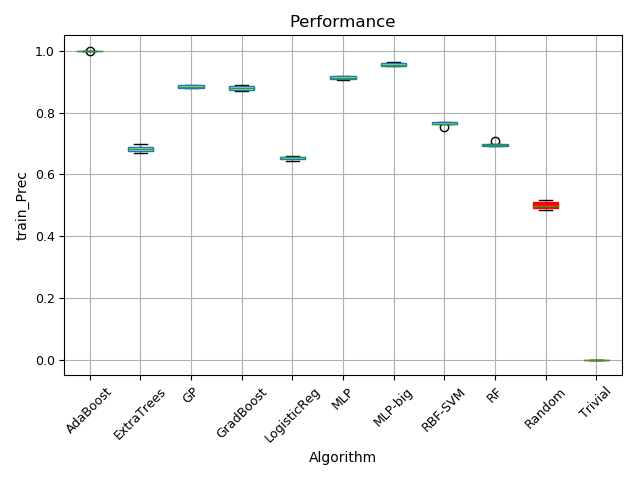 Performance
train_Prec
1.0
0.8
0.6
0.4
0.2
0.0
AdaBoost
ExtraTrees
GP
GradBoost
LogisticReg
MLP
MLP-big
RBF-SVM
RF
Random
Trivial
Algorithm